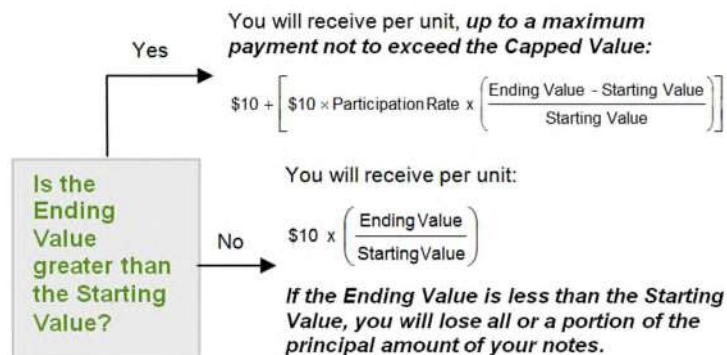 You will receive per unit, up to a maximum
payment not to exceed the Capped Value:
Yes
$10 + [ $10 × Participation Rate x ( Ending Value - Starting Value / Starting Value ) ]
Is the
Ending
Value
greater than
the Starting
Value?
No
You will receive per unit:
$10 x ( Ending Value / Starting Value )
If the Ending Value is less than the Starting
Value, you will lose all or a portion of the
principal amount of your notes.